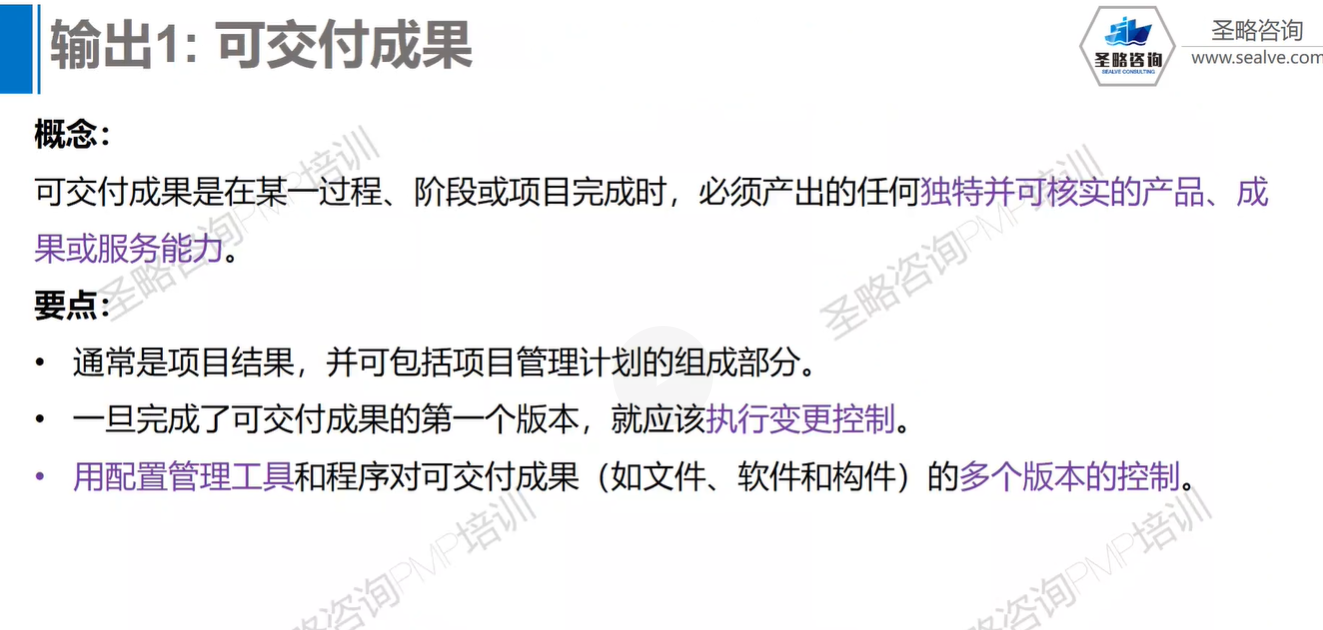 输出1: 可交付成果
圣略咨询
SEALVE CONSULTING
圣略咨询
www.sealve.com
概念：
可交付成果是在某一过程、阶段或项目完成时，必须产出的任何独特并可核实的产品、成
果或服务能力。
要点：
• 通常是项目结果，并可包括项目管理计划的组成部分。
• 一旦完成了可交付成果的第一个版本，就应该执行变更控制。
• 用配置管理工具和程序对可交付成果（如文件、软件和构件）的多个版本的控制。
圣略咨询PMP培训
圣略咨询PMP培训
略咨询PMP培训
略咨询PMP培训